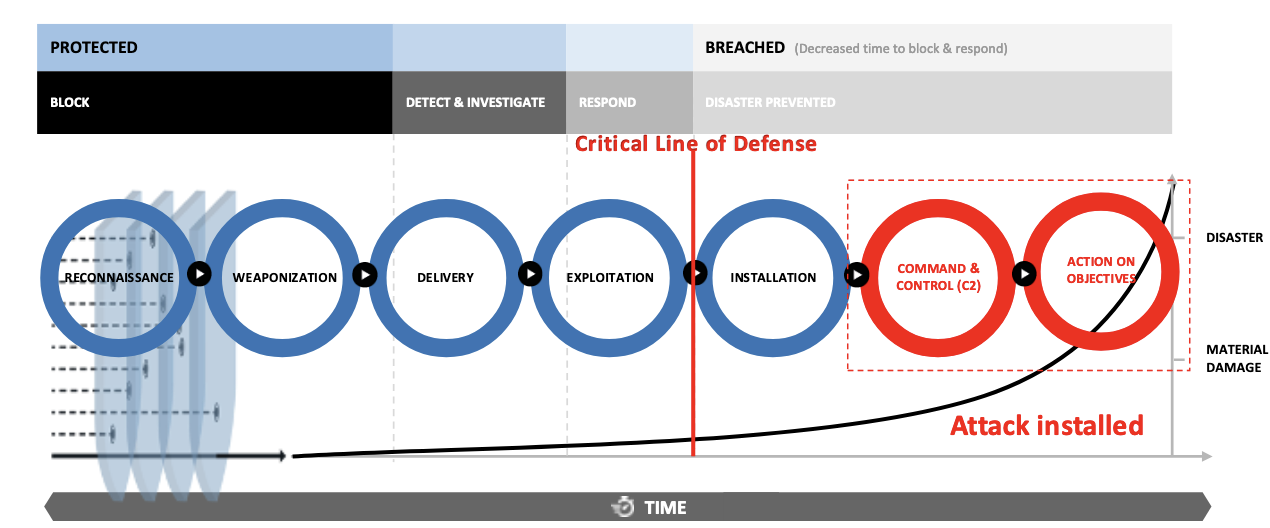 PROTECTED
BREACHED (Decreased time to block & respond)
BLOCK
DETECT & INVESTIGATE
RESPOND
DISASTER PREVENTED
Critical Line of Defense
RECONNAISSANCE
WEAPONIZATION
DELIVERY
EXPLOITATION
INSTALLATION
COMMAND &
CONTROL (C2)
ACTION ON
OBJECTIVES
DISASTER
MATERIAL
DAMAGE
Attack installed
TIME